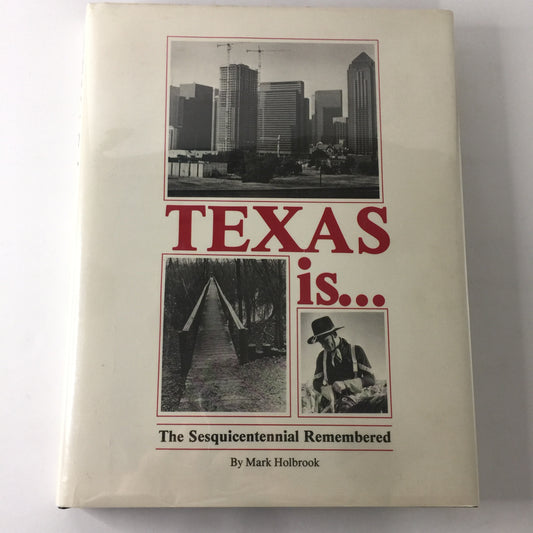 TEXAS
is...
The Sesquicentennial Remembered
By Mark Holbrook